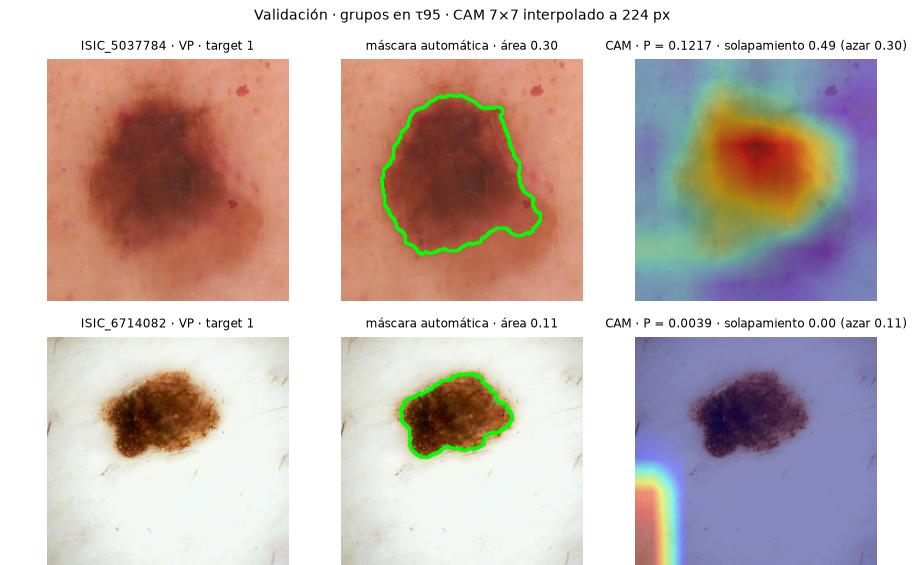 Validación · grupos en τ95 · CAM 7×7 interpolado a 224 px
ISIC_5037784 · VP · target 1
máscara automática · área 0.30
CAM · P = 0.1217 · solapamiento 0.49 (azar 0.30)
ISIC_6714082 · VP · target 1
máscara automática · área 0.11
CAM · P = 0.0039 · solapamiento 0.00 (azar 0.11)